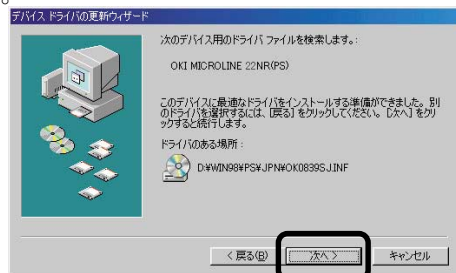 デバイス ドライバの更新ウィザード
次のデバイス用のドライバ ファイルを検索します。:
OKI MICROLINE 22NR(PS)
このデバイスに最適なドライバをインストールする準備ができました。別
のドライバを選択するには、[戻る] をクリックしてください。[次へ] をクリ
ックすると続行します。
ドライバのある場所:
D:¥WIN98¥PS¥JPN¥OK0839SJ.INF
< 戻る(B)
次へ >
キャンセル